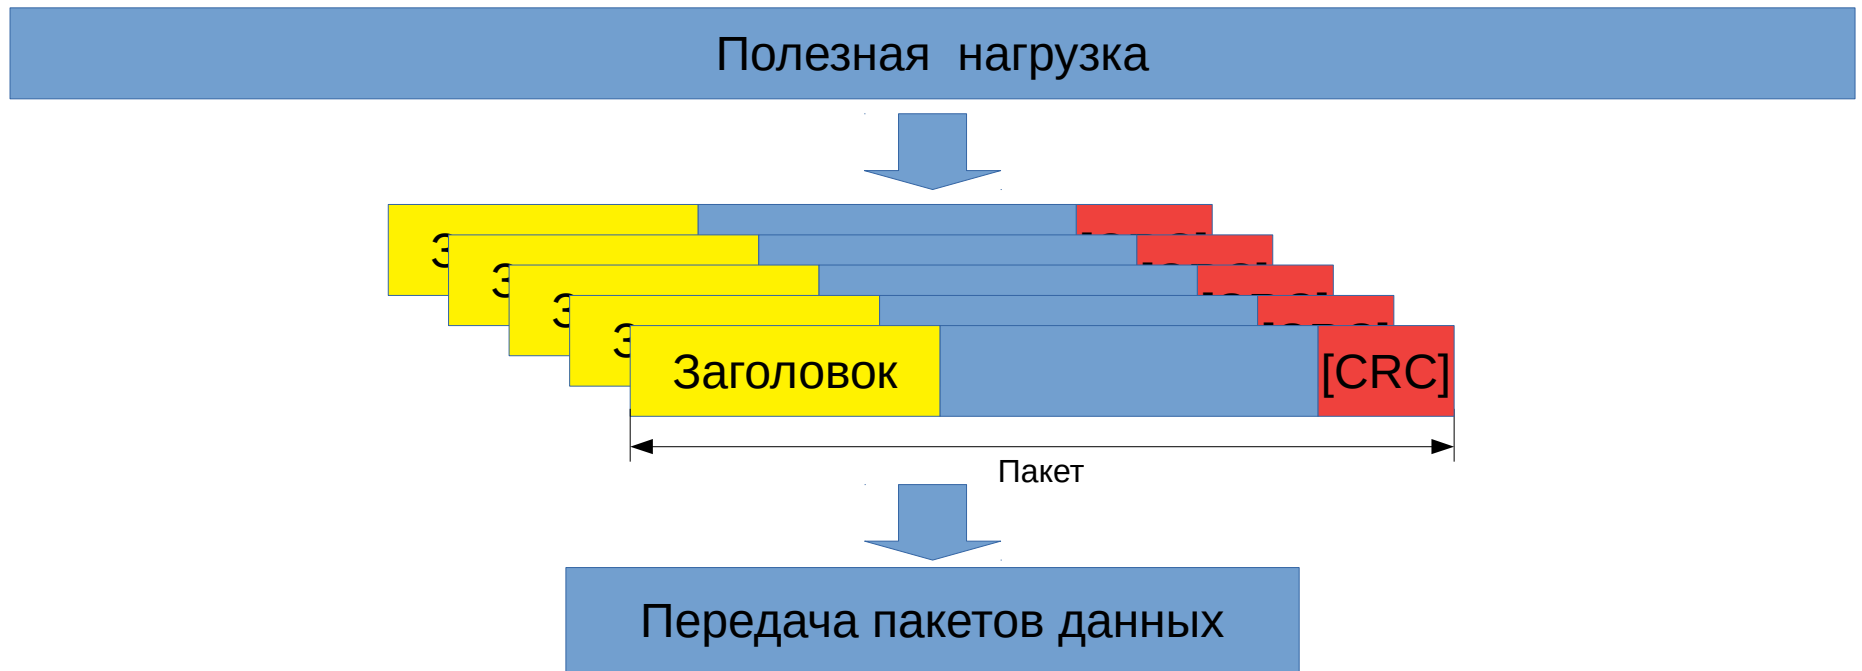 Полезная нагрузка
Заголовок [CRC]
Пакет
Передача пакетов данных